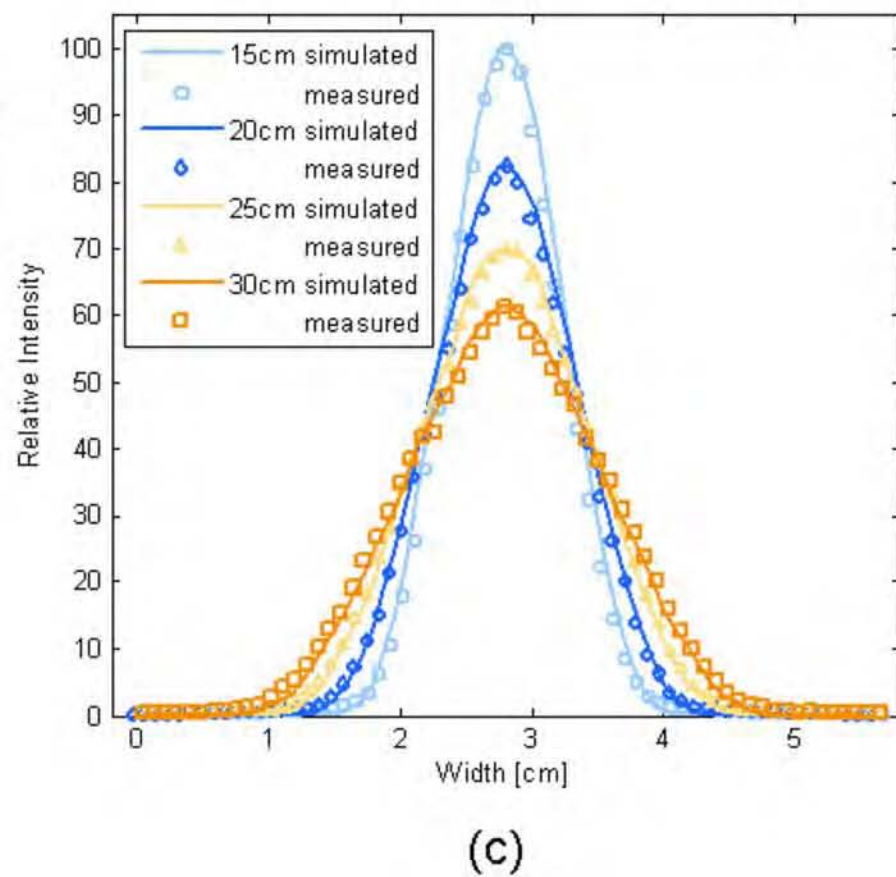 100
90
80
70
60
50
40
30
20
10
0
Relative Intensity
15cm simulated
measured
20cm simulated
measured
25cm simulated
measured
30cm simulated
measured
0 1 2 3 4 5
Width [cm]
(c)